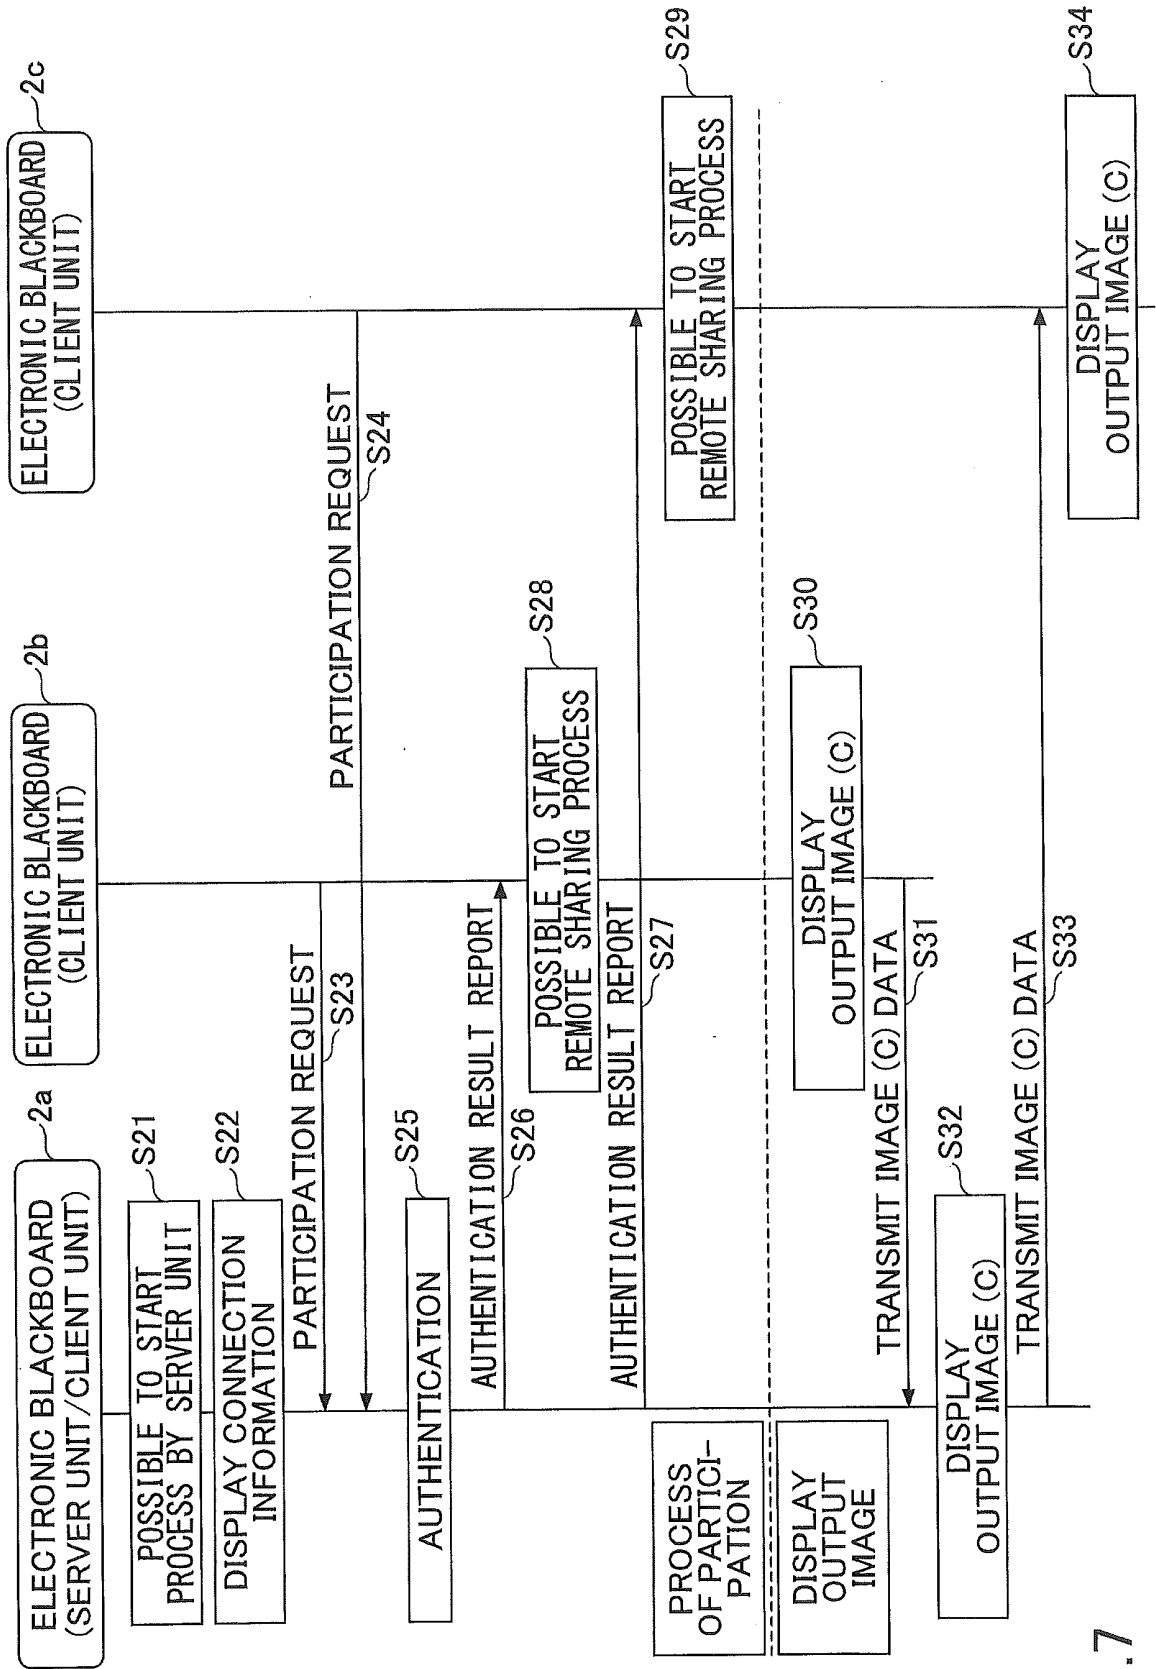 ELECTRONIC BLACKBOARD
(SERVER UNIT/CLIENT UNIT)
2a
ELECTRONIC BLACKBOARD
(CLIENT UNIT)
2b
ELECTRONIC BLACKBOARD
(CLIENT UNIT)
2c
POSSIBLE TO START
PROCESS BY SERVER UNIT
S21
DISPLAY CONNECTION
INFORMATION
S22
PARTICIPATION REQUEST
S23
PARTICIPATION REQUEST
S24
AUTHENTICATION
S25
AUTHENTICATION RESULT REPORT
S26
POSSIBLE TO START
REMOTE SHARING PROCESS
S28
AUTHENTICATION RESULT REPORT
S27
POSSIBLE TO START
REMOTE SHARING PROCESS
S29
PROCESS
OF PARTICI-
PATION
DISPLAY
OUTPUT
IMAGE
DISPLAY
OUTPUT IMAGE (C)
S30
TRANSMIT IMAGE (C) DATA
S31
DISPLAY
OUTPUT IMAGE (C)
S32
TRANSMIT IMAGE (C) DATA
S33
DISPLAY
OUTPUT IMAGE (C)
S34
.7